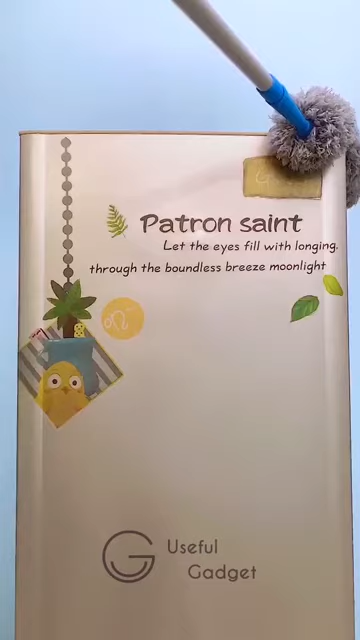 Patron saint
Let the eyes fill with longing.
through the boundless breeze moonlight
Useful
Gadget